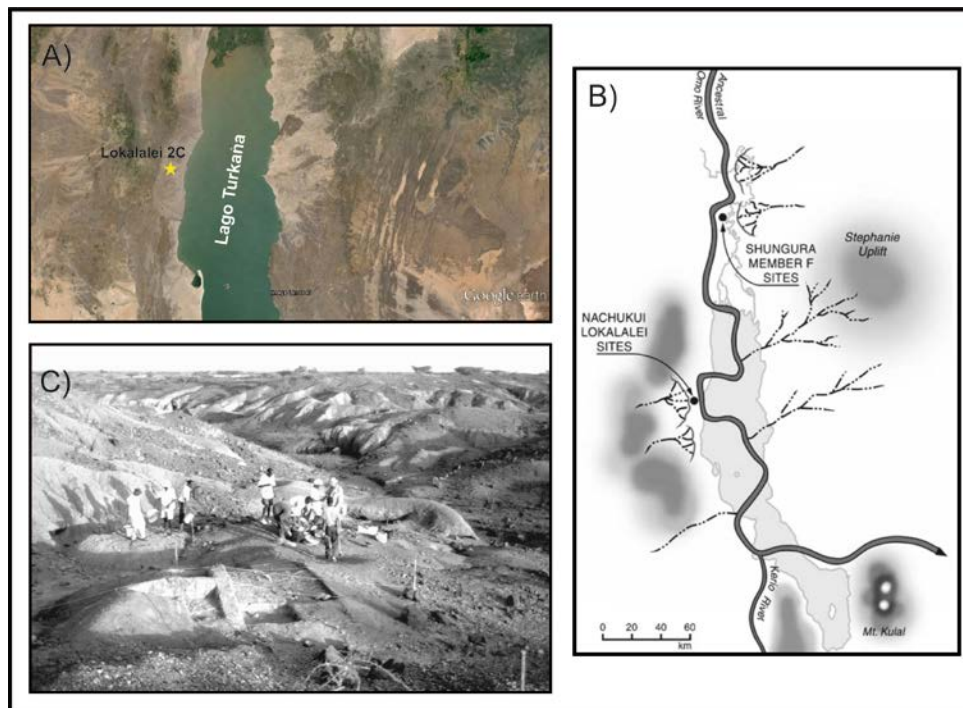 A)
Lokalalei 2C
Lago Turkana
Google earth
B)
Ancestral
Omo River
SHUNGURA
MEMBER F
SITES
Stephanie
Uplift
NACHUKUI
LOKALALEI
SITES
Kerio River
Mt. Kulal
0 20 40 60
km
C)